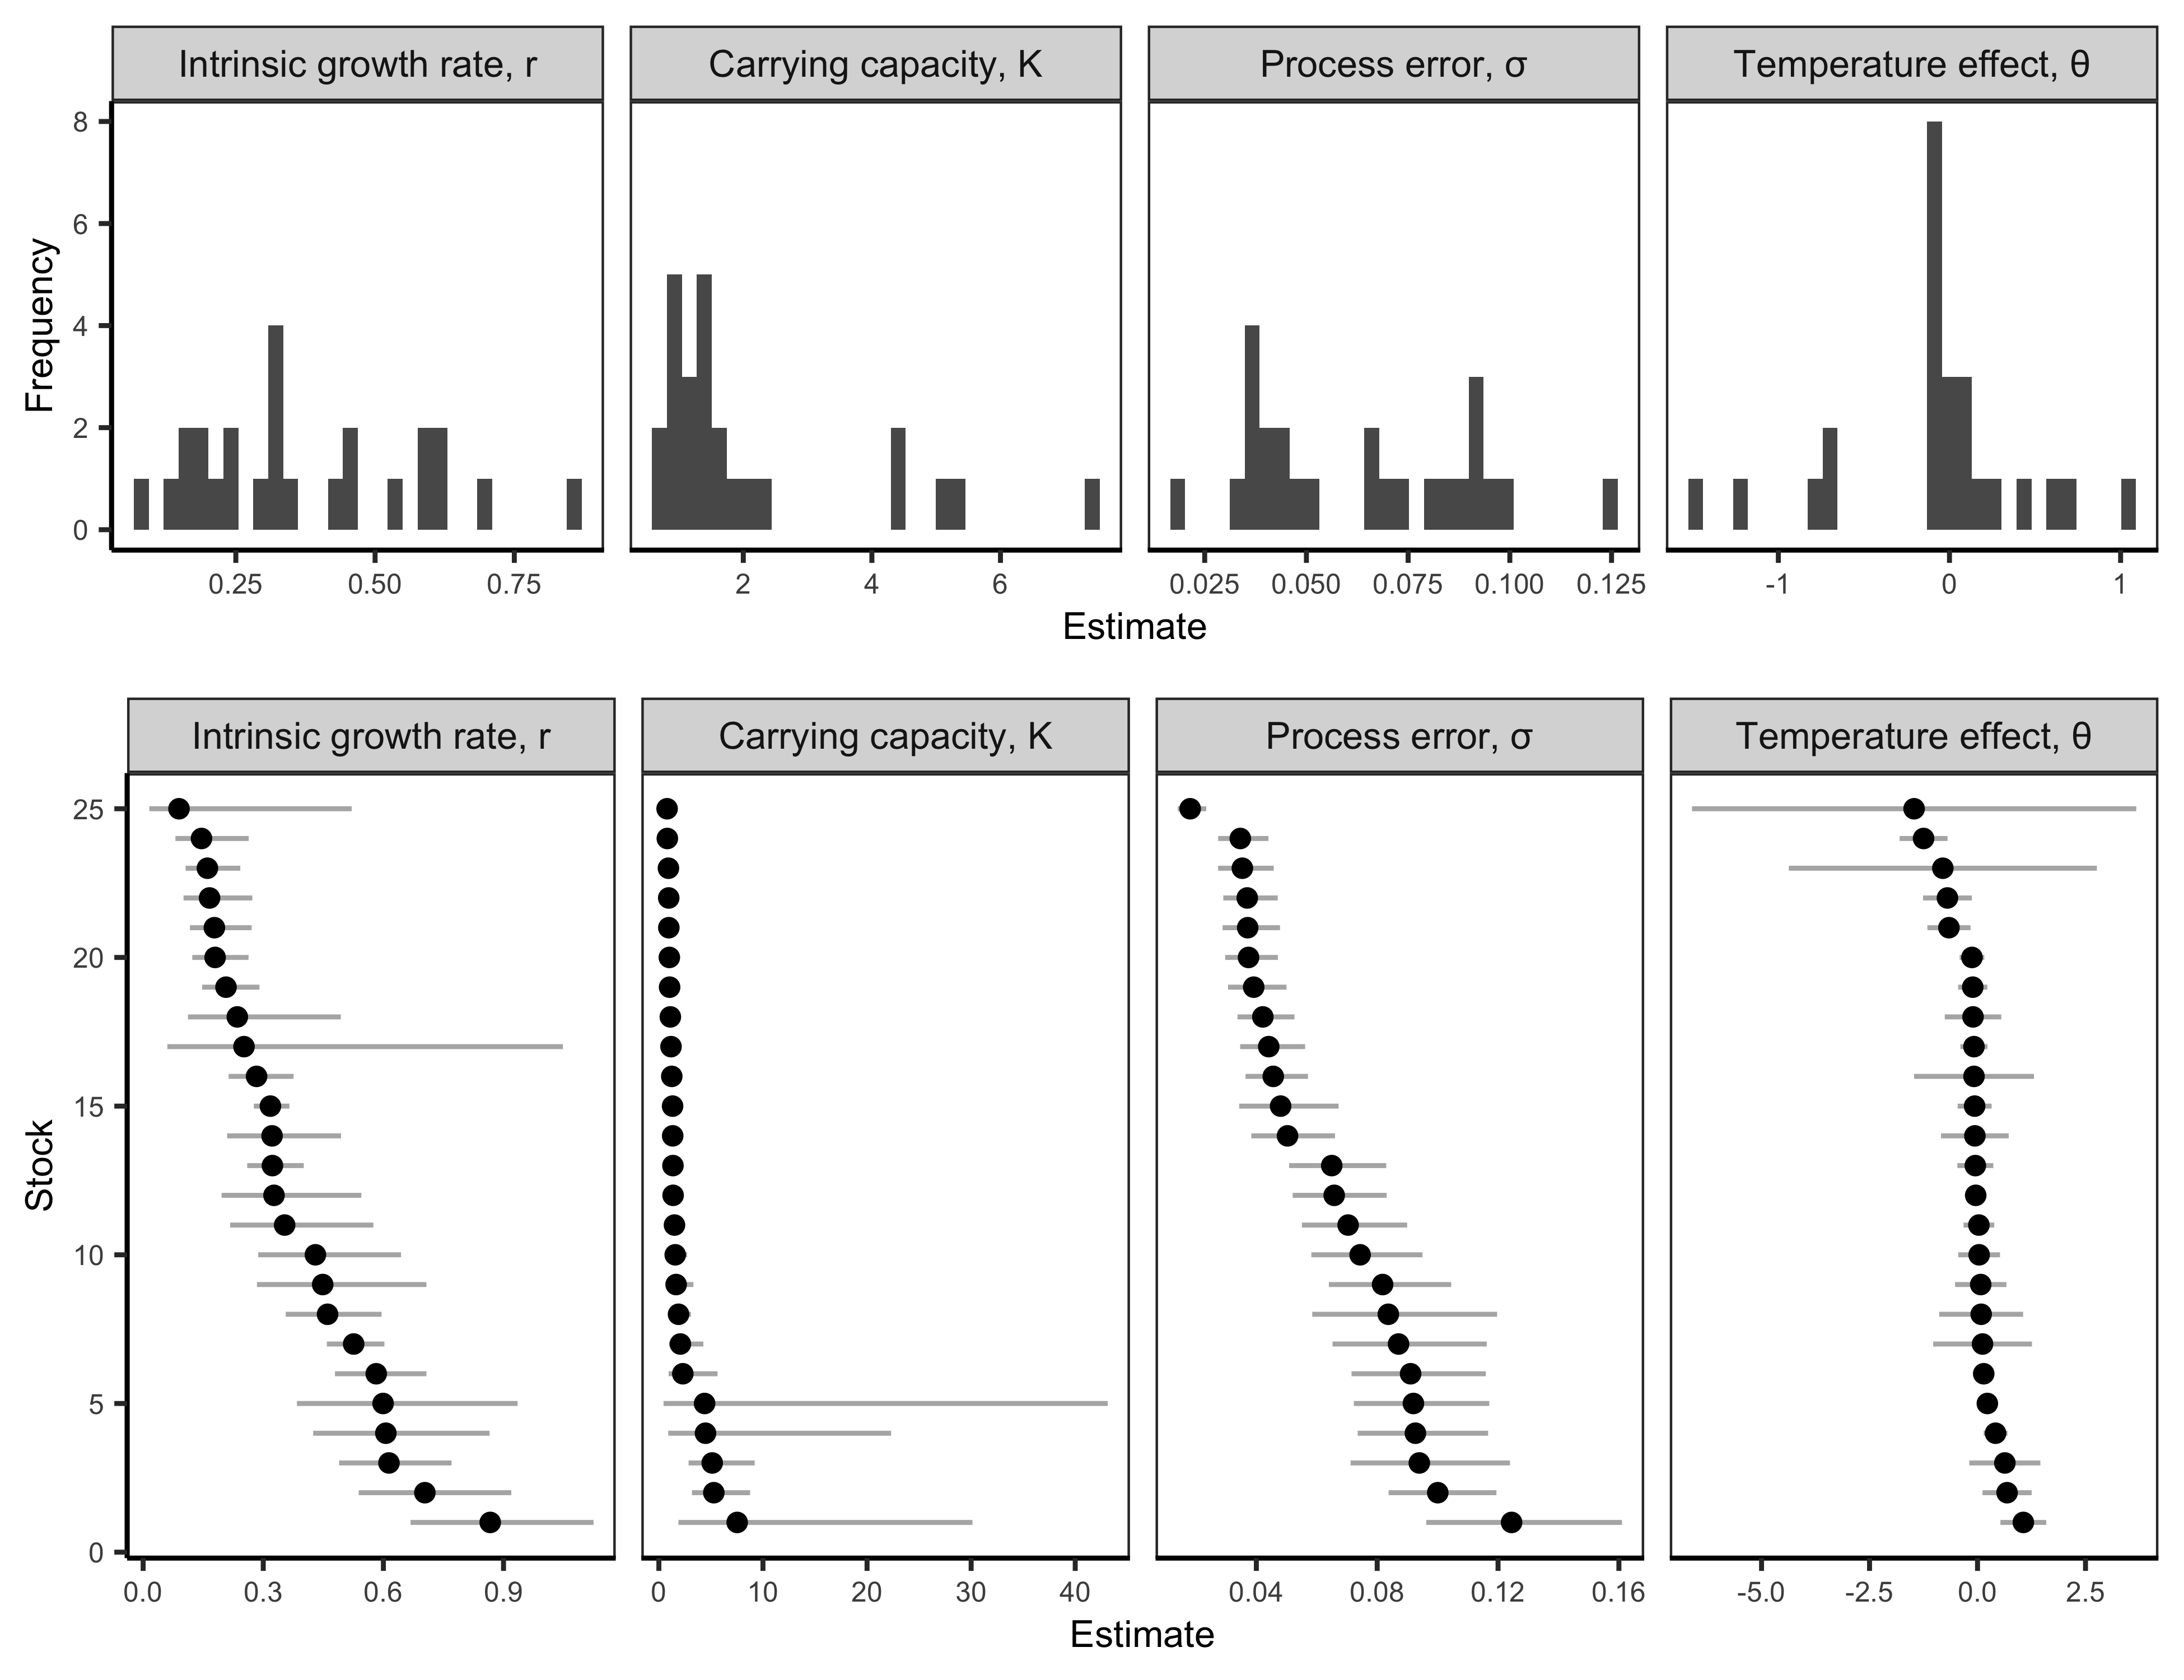 Intrinsic growth rate, r
Carrying capacity, K
Process error, σ
Temperature effect, θ
Frequency
8
6
4
2
0
0.25 0.50 0.75
2 4 6
0.025 0.050 0.075 0.100 0.125
-1 0 1
Estimate
Intrinsic growth rate, r
Carrying capacity, K
Process error, σ
Temperature effect, θ
Stock
25
20
15
10
5
0
0.0 0.3 0.6 0.9
0 10 20 30 40
0.04 0.08 0.12 0.16
-5.0 -2.5 0.0 2.5
Estimate